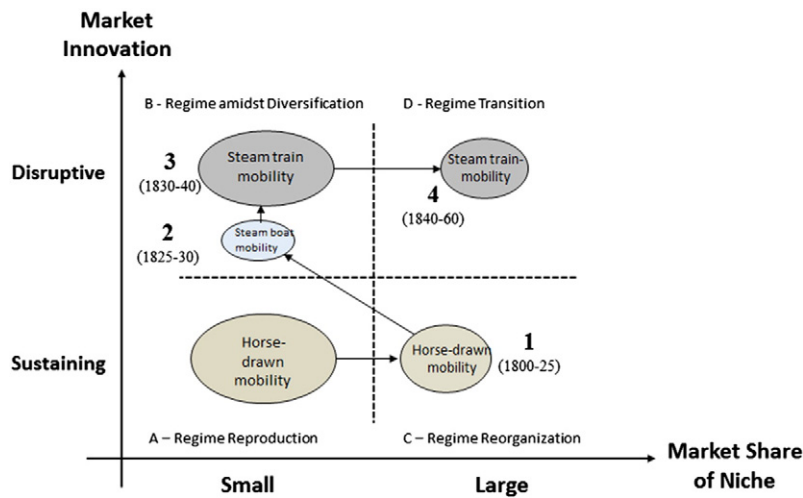 Market
Innovation
B - Regime amidst Diversification
D - Regime Transition
Disruptive
3
(1830-40)
Steam train
mobility
Steam train-
mobility
4
(1840-60)
2
(1825-30)
Steam boat
mobility
Sustaining
Horse-
drawn
mobility
Horse-drawn
mobility
1
(1800-25)
A – Regime Reproduction
C – Regime Reorganization
Small
Large
Market Share
of Niche